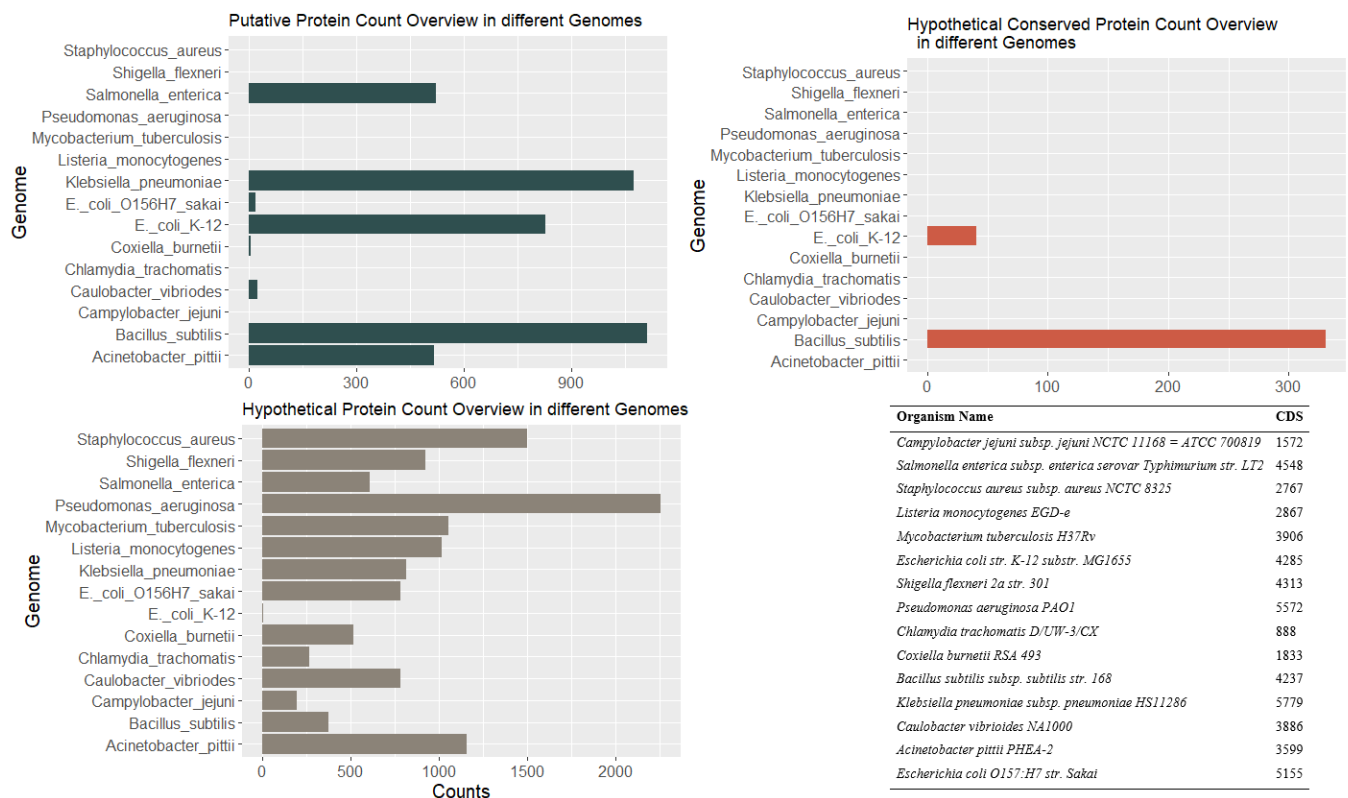 Putative Protein Count Overview in different Genomes
Genome
Staphylococcus_aureus
Shigella_flexneri
Salmonella_enterica
Pseudomonas_aeruginosa
Mycobacterium_tuberculosis
Listeria_monocytogenes
Klebsiella_pneumoniae
E._coli_O156H7_sakai
E._coli_K-12
Coxiella_burnetii
Chlamydia_trachomatis
Caulobacter_vibriodes
Campylobacter_jejuni
Bacillus_subtilis
Acinetobacter_pittii
0 300 600 900
Hypothetical Conserved Protein Count Overview
in different Genomes
Genome
Staphylococcus_aureus
Shigella_flexneri
Salmonella_enterica
Pseudomonas_aeruginosa
Mycobacterium_tuberculosis
Listeria_monocytogenes
Klebsiella_pneumoniae
E._coli_O156H7_sakai
E._coli_K-12
Coxiella_burnetii
Chlamydia_trachomatis
Caulobacter_vibriodes
Campylobacter_jejuni
Bacillus_subtilis
Acinetobacter_pittii
0 100 200 300
Hypothetical Protein Count Overview in different Genomes
Genome
Staphylococcus_aureus
Shigella_flexneri
Salmonella_enterica
Pseudomonas_aeruginosa
Mycobacterium_tuberculosis
Listeria_monocytogenes
Klebsiella_pneumoniae
E._coli_O156H7_sakai
E._coli_K-12
Coxiella_burnetii
Chlamydia_trachomatis
Caulobacter_vibriodes
Campylobacter_jejuni
Bacillus_subtilis
Acinetobacter_pittii
0 500 1000 1500 2000
Counts
Organism Name CDS
Campylobacter jejuni subsp. jejuni NCTC 11168 = ATCC 700819 1572
Salmonella enterica subsp. enterica serovar Typhimurium str. LT2 4548
Staphylococcus aureus subsp. aureus NCTC 8325 2767
Listeria monocytogenes EGD-e 2867
Mycobacterium tuberculosis H37Rv 3906
Escherichia coli str. K-12 substr. MG1655 4285
Shigella flexneri 2a str. 301 4313
Pseudomonas aeruginosa PAO1 5572
Chlamydia trachomatis D/UW-3/CX 888
Coxiella burnetii RSA 493 1833
Bacillus subtilis subsp. subtilis str. 168 4237
Klebsiella pneumoniae subsp. pneumoniae HS11286 5779
Caulobacter vibrioides NA1000 3886
Acinetobacter pittii PHEA-2 3599
Escherichia coli O157:H7 str. Sakai 5155